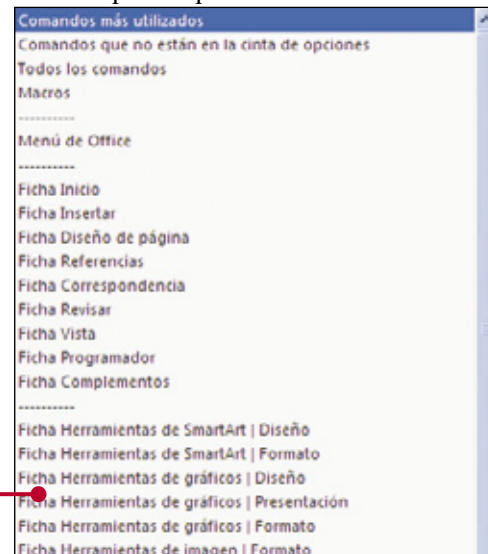 Comandos más utilizados
Comandos que no están en la cinta de opciones
Todos los comandos
Macros
----------
Menú de Office
----------
Ficha Inicio
Ficha Insertar
Ficha Diseño de página
Ficha Referencias
Ficha Correspondencia
Ficha Revisar
Ficha Vista
Ficha Programador
Ficha Complementos
----------
Ficha Herramientas de SmartArt | Diseño
Ficha Herramientas de SmartArt | Formato
Ficha Herramientas de gráficos | Diseño
Ficha Herramientas de gráficos | Presentación
Ficha Herramientas de gráficos | Formato
Ficha Herramientas de imagen | Formato